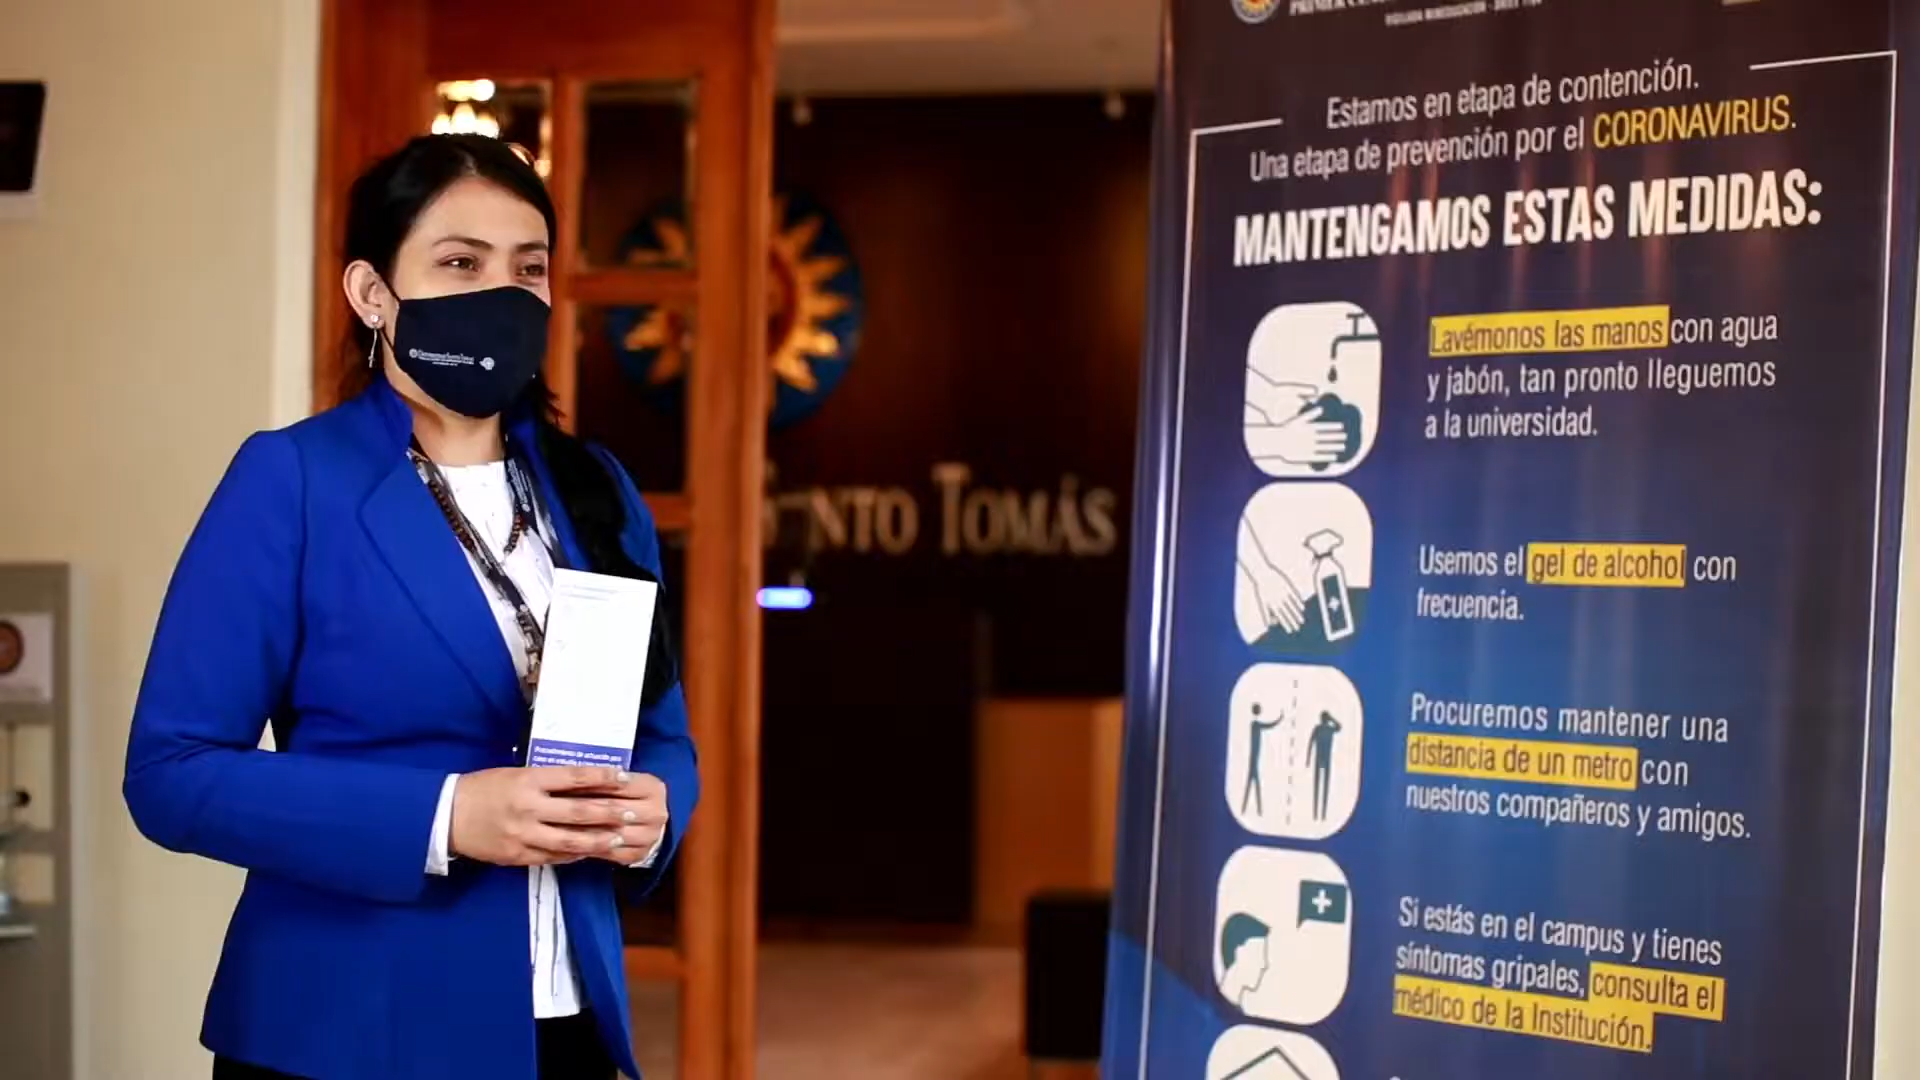 Estamos en etapa de contención.
Una etapa de prevención por el CORONAVIRUS.
MANTENGAMOS ESTAS MEDIDAS:
Lavémonos las manos con agua
y jabón, tan pronto lleguemos
a la universidad.
Usemos el gel de alcohol con
frecuencia.
Procuremos mantener una
distancia de un metro con
nuestros compañeros y amigos.
Si estás en el campus y tienes
síntomas gripales, consulta el
médico de la Institución.
NTO TOMÁS